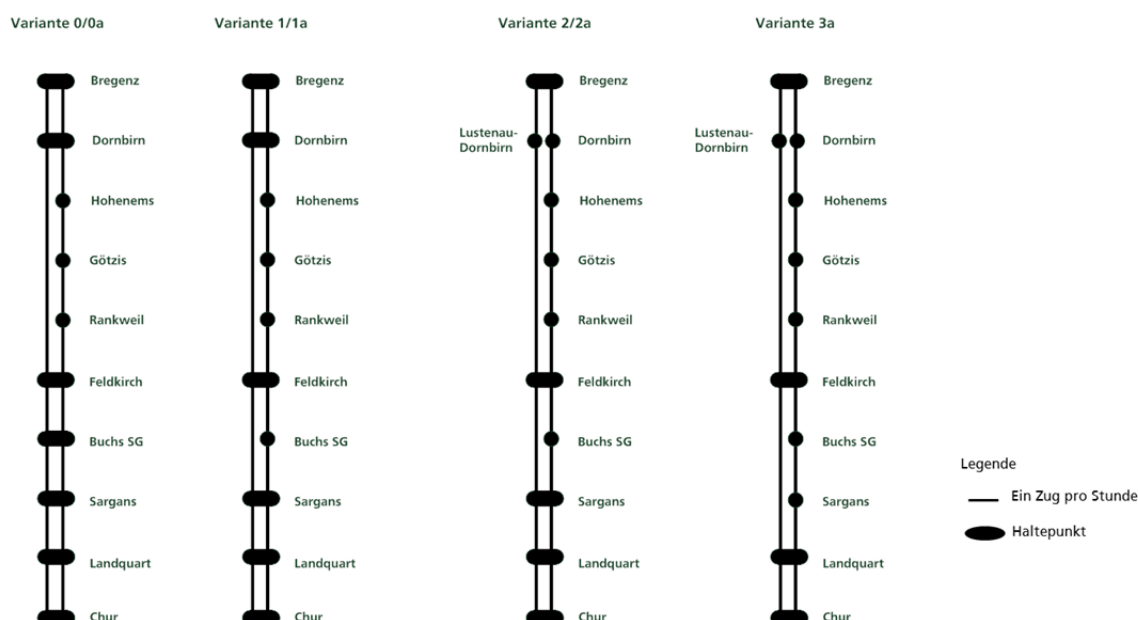 Variante 0/0a
Variante 1/1a
Variante 2/2a
Variante 3a
Bregenz
Dornbirn
Hohenems
Götzis
Rankweil
Feldkirch
Buchs SG
Sargans
Landquart
Chur
Bregenz
Dornbirn
Hohenems
Götzis
Rankweil
Feldkirch
Buchs SG
Sargans
Landquart
Chur
Lustenau-
Dornbirn
Bregenz
Dornbirn
Hohenems
Götzis
Rankweil
Feldkirch
Buchs SG
Sargans
Landquart
Chur
Lustenau-
Dornbirn
Bregenz
Dornbirn
Hohenems
Götzis
Rankweil
Feldkirch
Buchs SG
Sargans
Landquart
Chur
Legende
Ein Zug pro Stunde
Haltepunkt